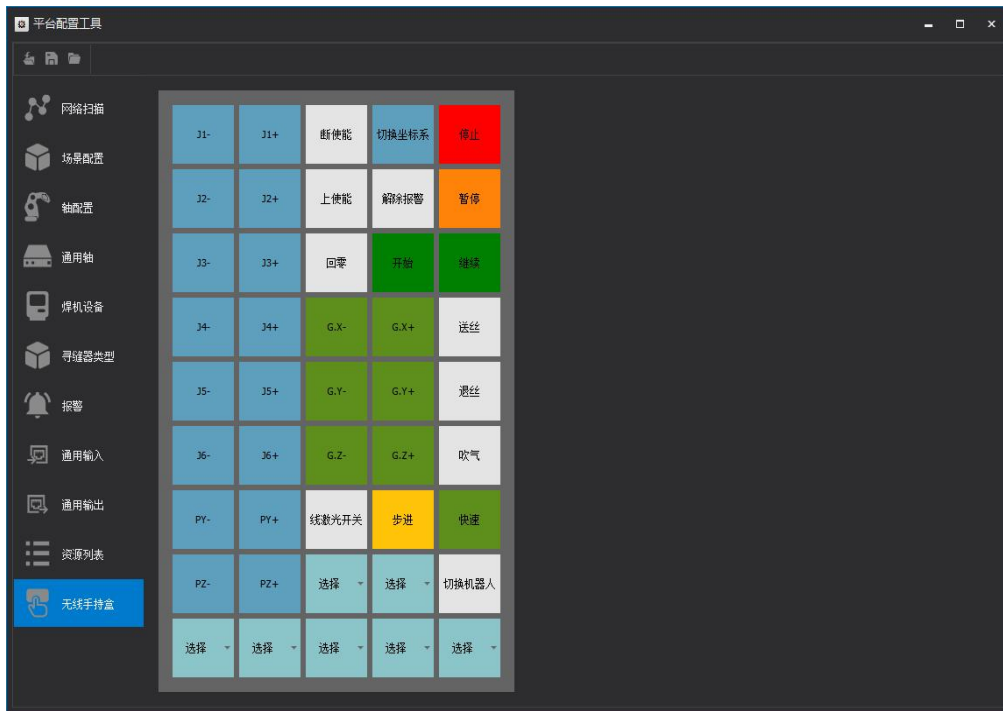 平台配置工具
网络扫描
场景配置
轴配置
通用轴
焊机设备
寻缝器类型
报警
通用输入
通用输出
资源列表
无线手持盒
J1- J1+ 断使能 切换坐标系 停止
J2- J2+ 上使能 解除报警 暂停
J3- J3+ 回零 开始 继续
J4- J4+ G.X- G.X+ 送丝
J5- J5+ G.Y- G.Y+ 退丝
J6- J6+ G.Z- G.Z+ 吹气
PY- PY+ 线激光开关 步进 快速
PZ- PZ+ 选择 选择 切换机器人
选择 选择 选择 选择 选择